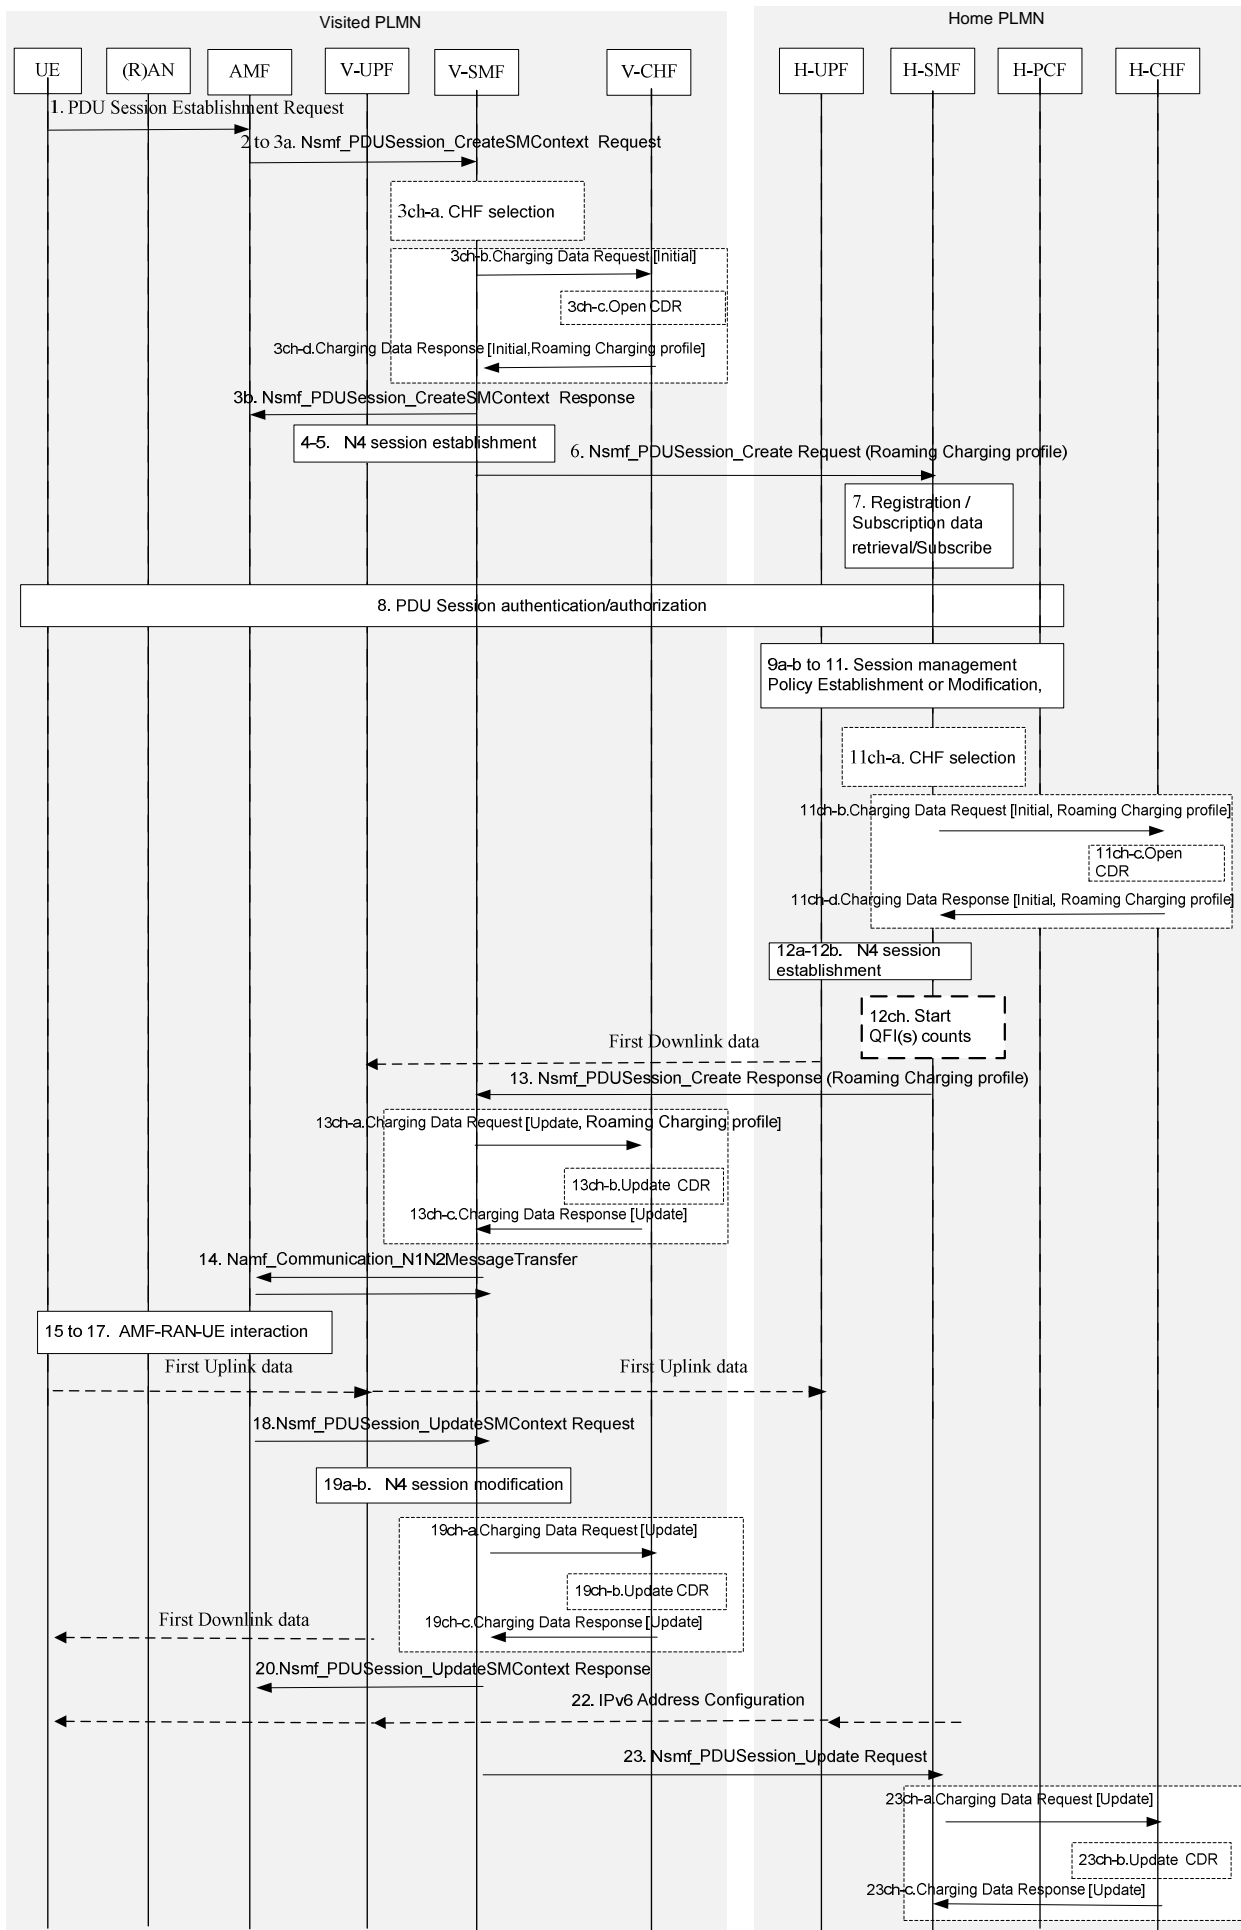 Visited PLMN
Home PLMN
UE
(R)AN
AMF
V-UPF
V-SMF
V-CHF
H-UPF
H-SMF
H-PCF
H-CHF
1. PDU Session Establishment Request
2 to 3a. Nsmf_PDUSession_CreateSMContext Request
3ch-a. CHF selection
3ch-b.Charging Data Request [Initial]
3ch-c.Open CDR
3ch-d.Charging Data Response [Initial,Roaming Charging profile]
3b. Nsmf_PDUSession_CreateSMContext Response
4-5. N4 session establishment
6. Nsmf_PDUSession_Create Request (Roaming Charging profile)
7. Registration /
Subscription data
retrieval/Subscribe
8. PDU Session authentication/authorization
9a-b to 11. Session management
Policy Establishment or Modification,
11ch-a. CHF selection
11ch-b.Charging Data Request [Initial, Roaming Charging profile]
11ch-c.Open
CDR
11ch-d.Charging Data Response [Initial, Roaming Charging profile]
12a-12b. N4 session
establishment
12ch. Start
QFI(s) counts
First Downlink data
13. Nsmf_PDUSession_Create Response (Roaming Charging profile)
13ch-a.Charging Data Request [Update, Roaming Charging profile]
13ch-b.Update CDR
13ch-c.Charging Data Response [Update]
14. Namf_Communication_N1N2MessageTransfer
15 to 17. AMF-RAN-UE interaction
First Uplink data
First Uplink data
18.Nsmf_PDUSession_UpdateSMContext Request
19a-b. N4 session modification
19ch-a.Charging Data Request [Update]
19ch-b.Update CDR
First Downlink data
19ch-c.Charging Data Response [Update]
20.Nsmf_PDUSession_UpdateSMContext Response
22. IPv6 Address Configuration
23. Nsmf_PDUSession_Update Request
23ch-a.Charging Data Request [Update]
23ch-b.Update CDR
23ch-c.Charging Data Response [Update]